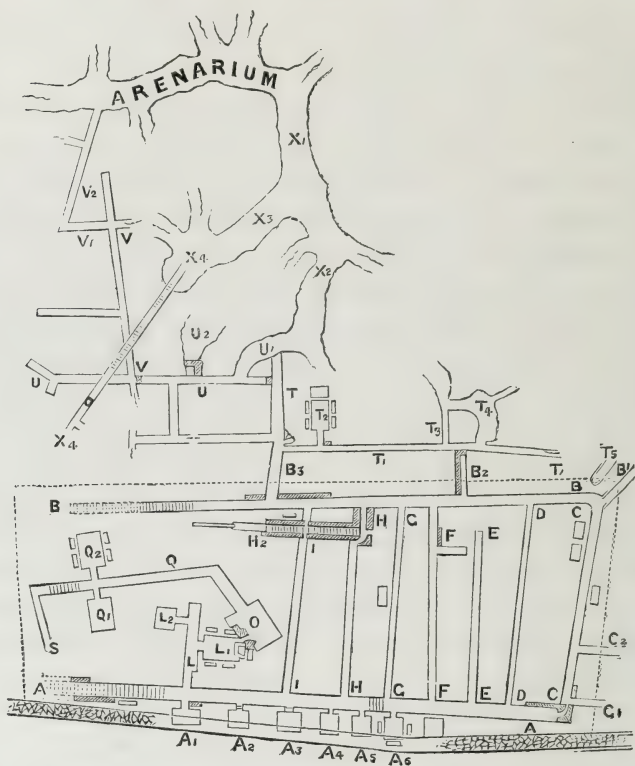 ARENARIUM
X1
V2
V1 V
X3
X4
X2
U2
U1
V
U
U
T
T2
T3
T4
X4
T1
T1
T5
B3
B2
B B1
B
H
G
F
E
D
C
H2
I
Q
Q2
Q1
O
L2
L1
L
S
C2
A
I
H
G
F
E
D
C
C1
A
A1
A2
A3
A4
A5
A6